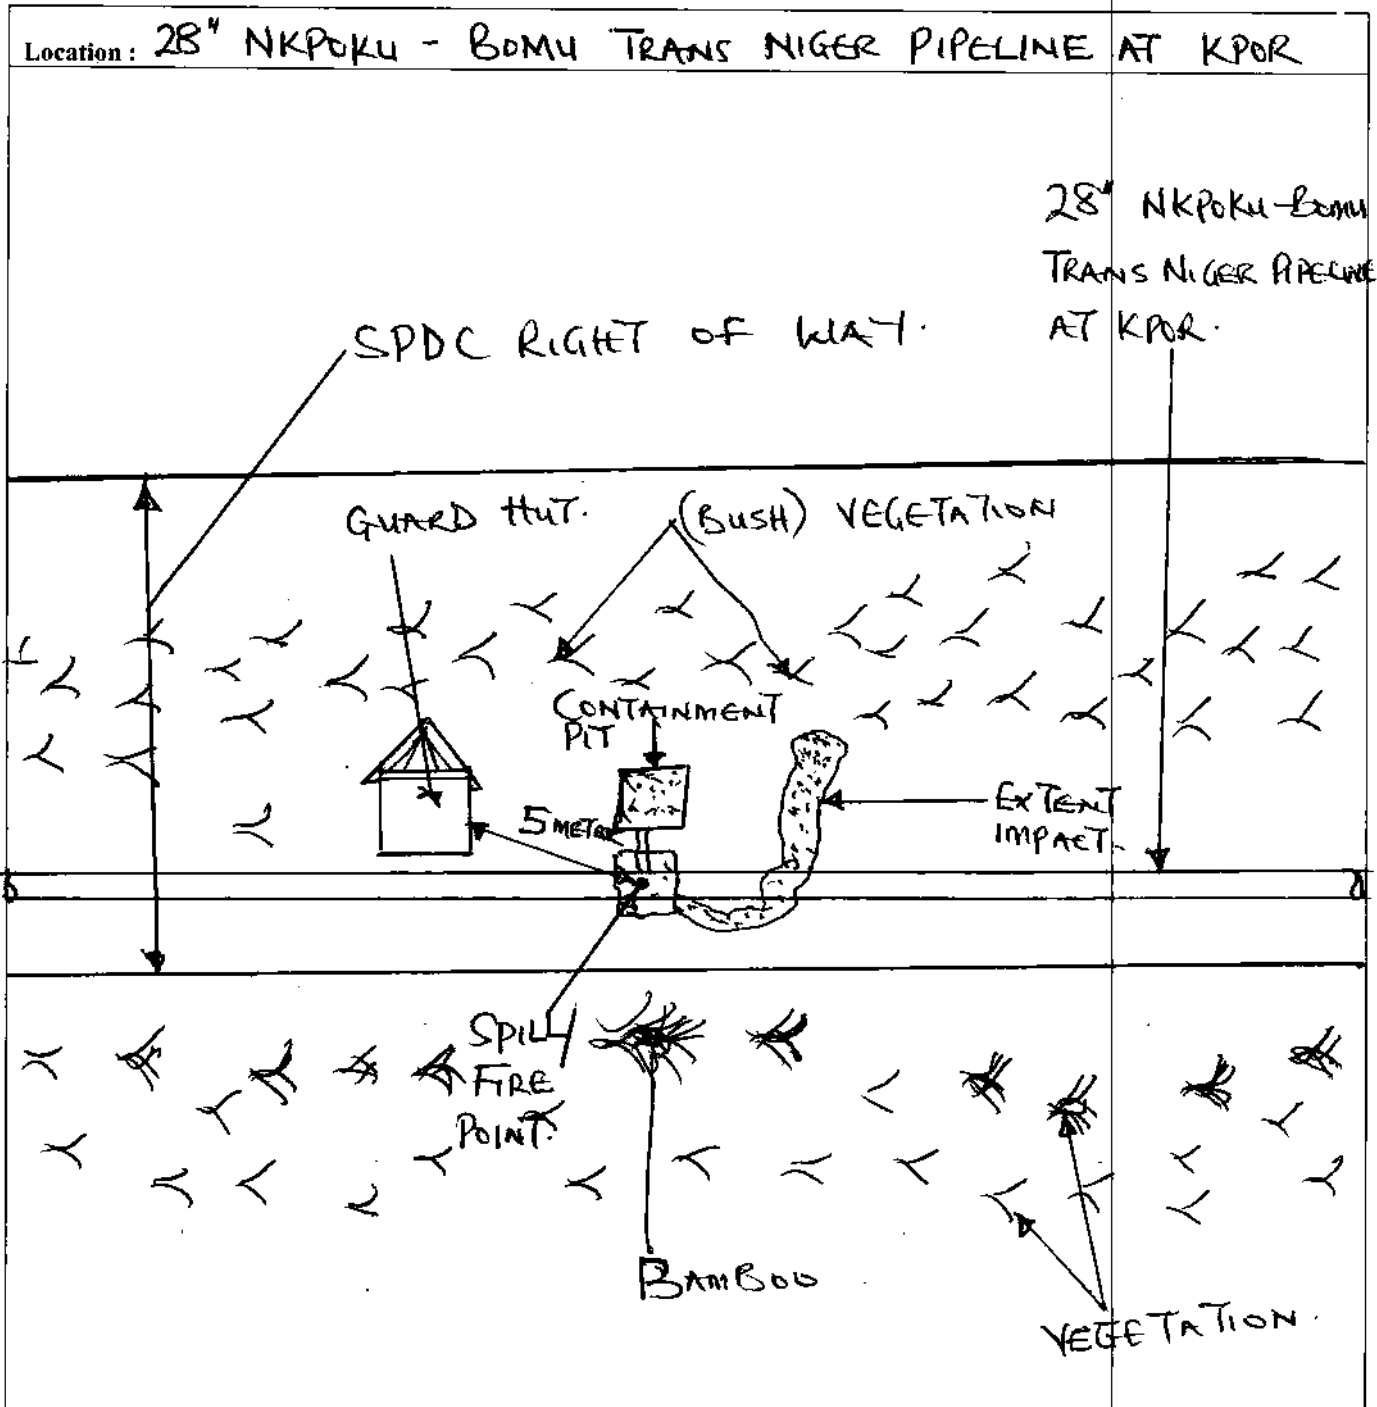 Location : 28" NKPOKU - BOMU TRANS NIGER PIPELINE AT KPOR
28" NKPOKU-BOMU
TRANS NIGER PIPELINE
AT KPOR.
SPDC RIGHT OF WAY.
GUARD HUT.
(BUSH) VEGETATION
CONTAINMENT
PIT
5 METRE
EXTENT
IMPACT.
SPILL/
FIRE
POINT.
BAMBOO
VEGETATION.